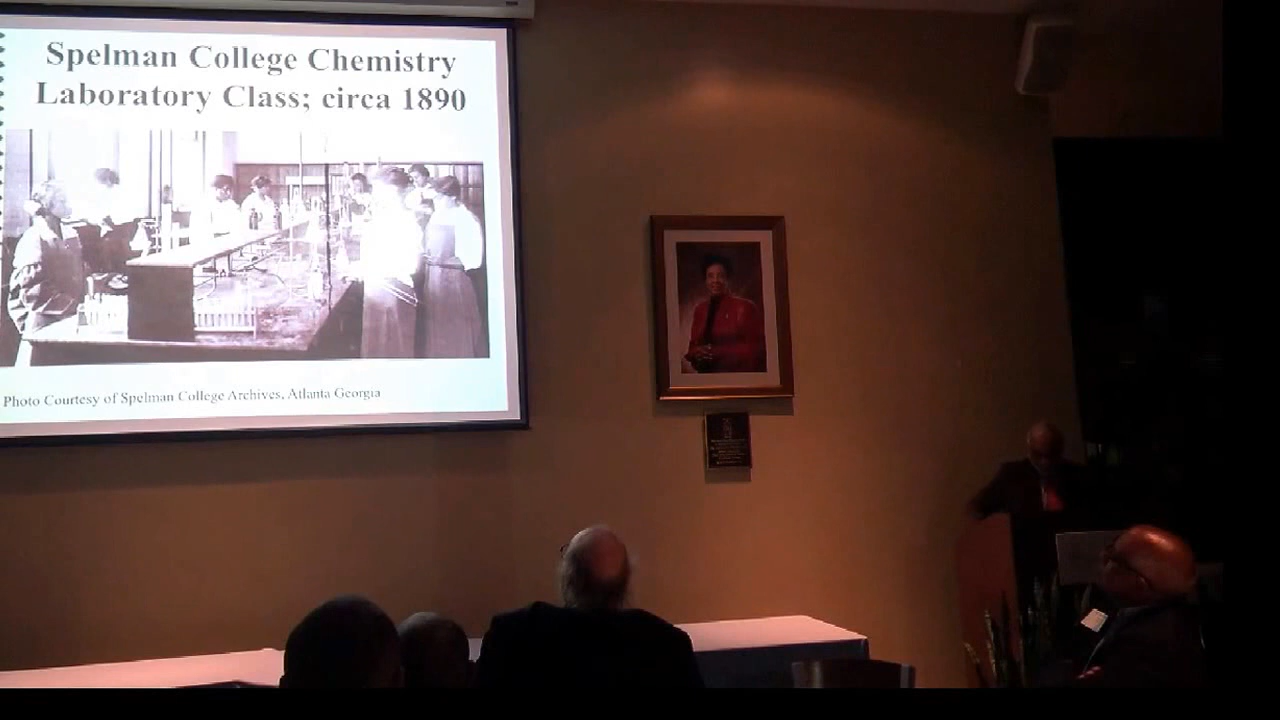 Spelman College Chemistry
Laboratory Class; circa 1890
Photo Courtesy of Spelman College Archives, Atlanta Georgia